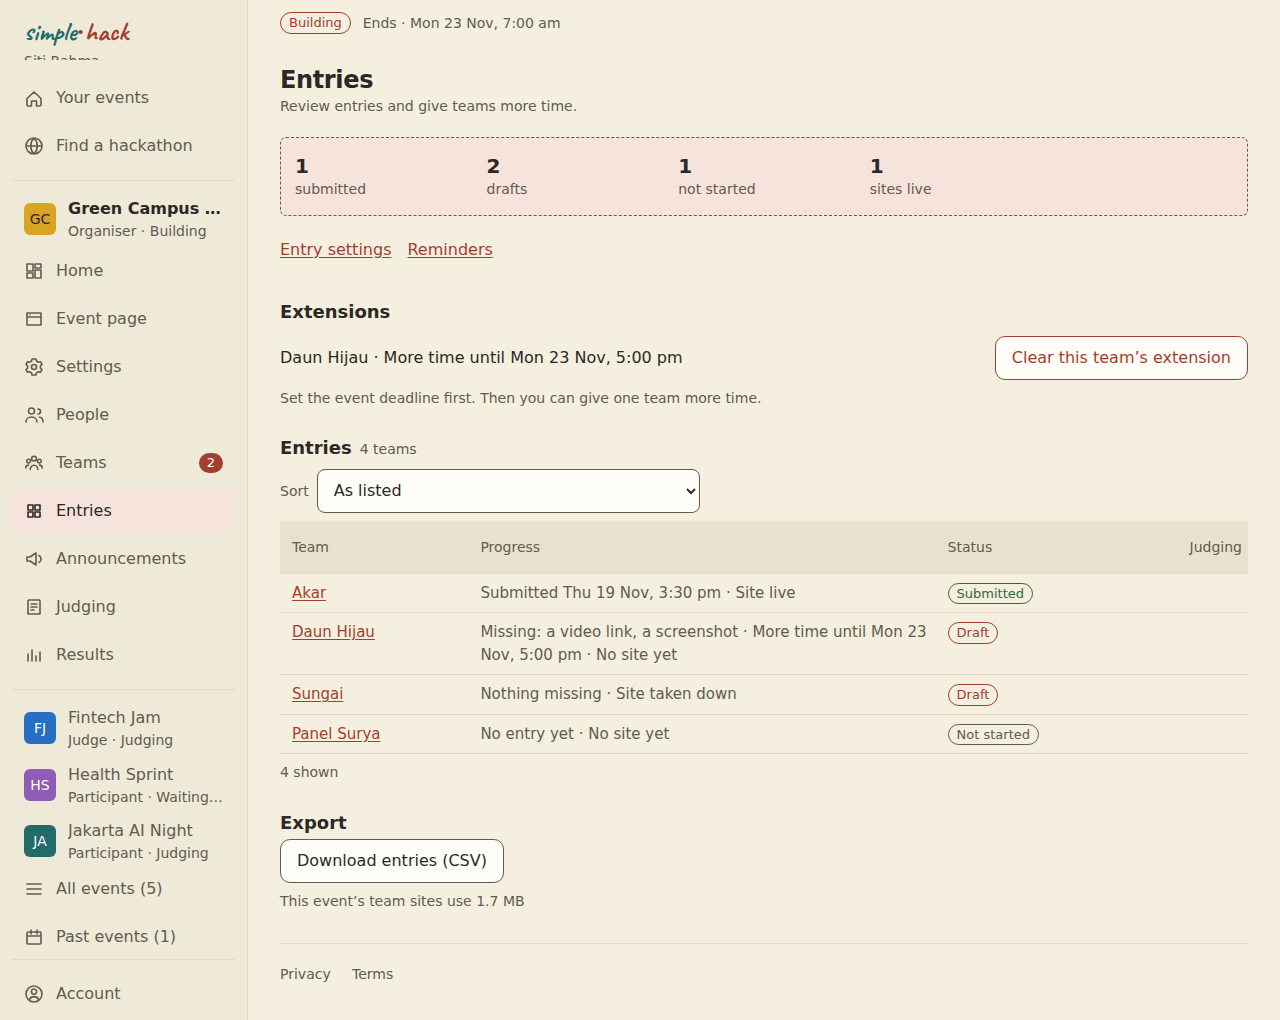 simple·hack
Siti Rahma
Your events
Find a hackathon
GC
Green Campus …
Organiser · Building
Home
Event page
Settings
People
Teams
2
Entries
Announcements
Judging
Results
FJ
Fintech Jam
Judge · Judging
HS
Health Sprint
Participant · Waiting…
JA
Jakarta AI Night
Participant · Judging
All events (5)
Past events (1)
Account
Building
Ends · Mon 23 Nov, 7:00 am
Entries
Review entries and give teams more time.
1 2 1 1
submitted drafts not started sites live
Entry settings Reminders
Extensions
Daun Hijau · More time until Mon 23 Nov, 5:00 pm
Clear this team’s extension
Set the event deadline first. Then you can give one team more time.
Entries 4 teams
Sort As listed
Team Progress Status Judging
Akar Submitted Thu 19 Nov, 3:30 pm · Site live Submitted
Daun Hijau Missing: a video link, a screenshot · More time until Mon 23 Draft
Nov, 5:00 pm · No site yet
Sungai Nothing missing · Site taken down Draft
Panel Surya No entry yet · No site yet Not started
4 shown
Export
Download entries (CSV)
This event’s team sites use 1.7 MB
Privacy Terms